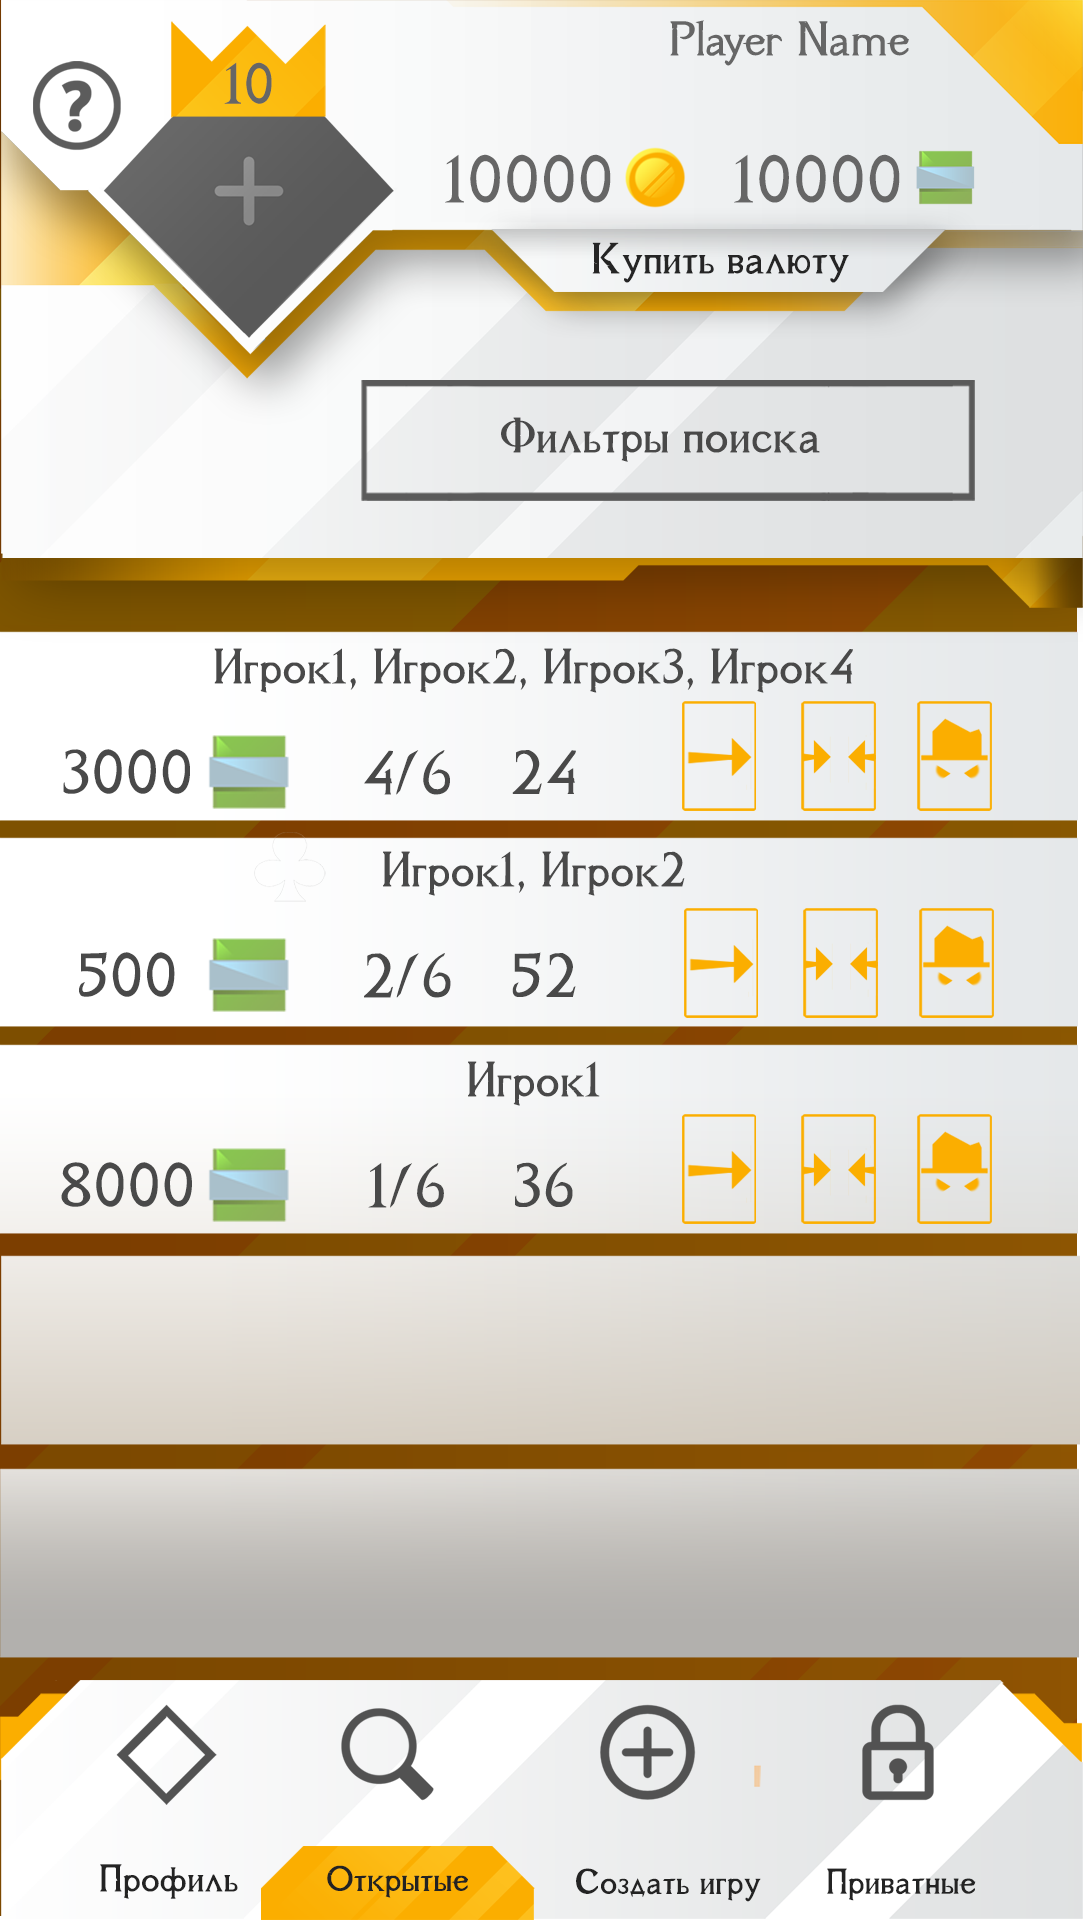 Player Name
10
?
10000 10000
Купить валюту
Фильтры поиска
Игрок1, Игрок2, Игрок3, Игрок4
3000 4/6 24
Игрок1, Игрок2
500 2/6 52
Игрок1
8000 1/6 36
Профиль Открытые Создать игру Приватные